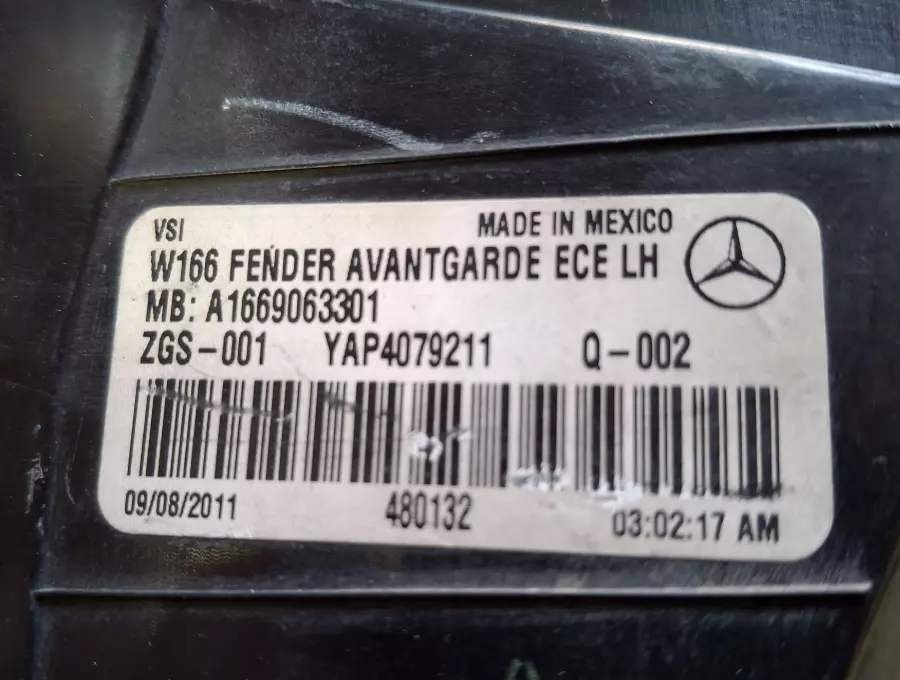 VSI MADE IN MEXICO
W166 FENDER AVANTGARDE ECE LH
MB: A1669063301
ZGS-001 YAP4079211 Q-002
09/08/2011 480132 03:02:17 AM